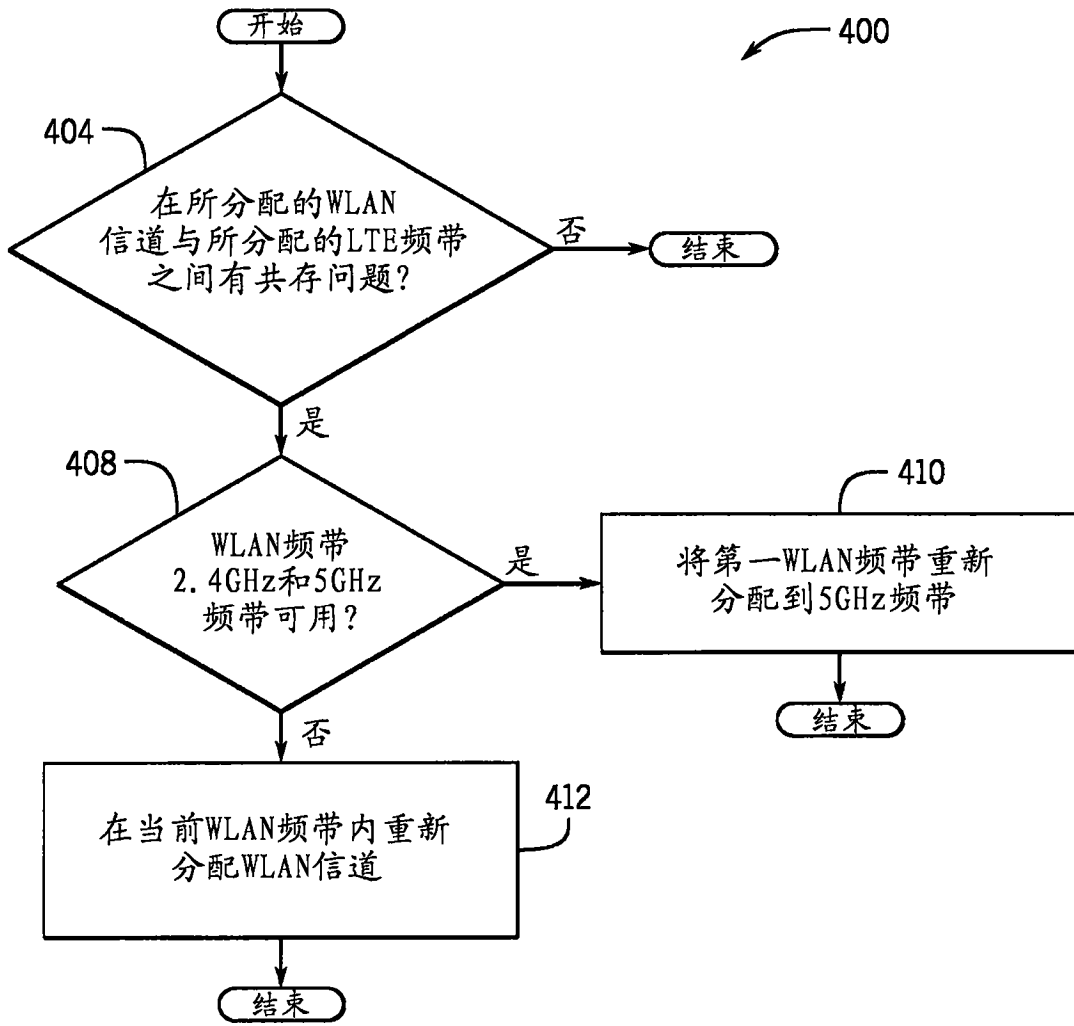 开始
400
404
在所分配的WLAN
信道与所分配的LTE频带
之间有共存问题?
否
结束
是
408
WLAN频带
2.4GHz和5GHz
频带可用?
是
410
将第一WLAN频带重新
分配到5GHz频带
结束
否
412
在当前WLAN频带内重新
分配WLAN信道
结束